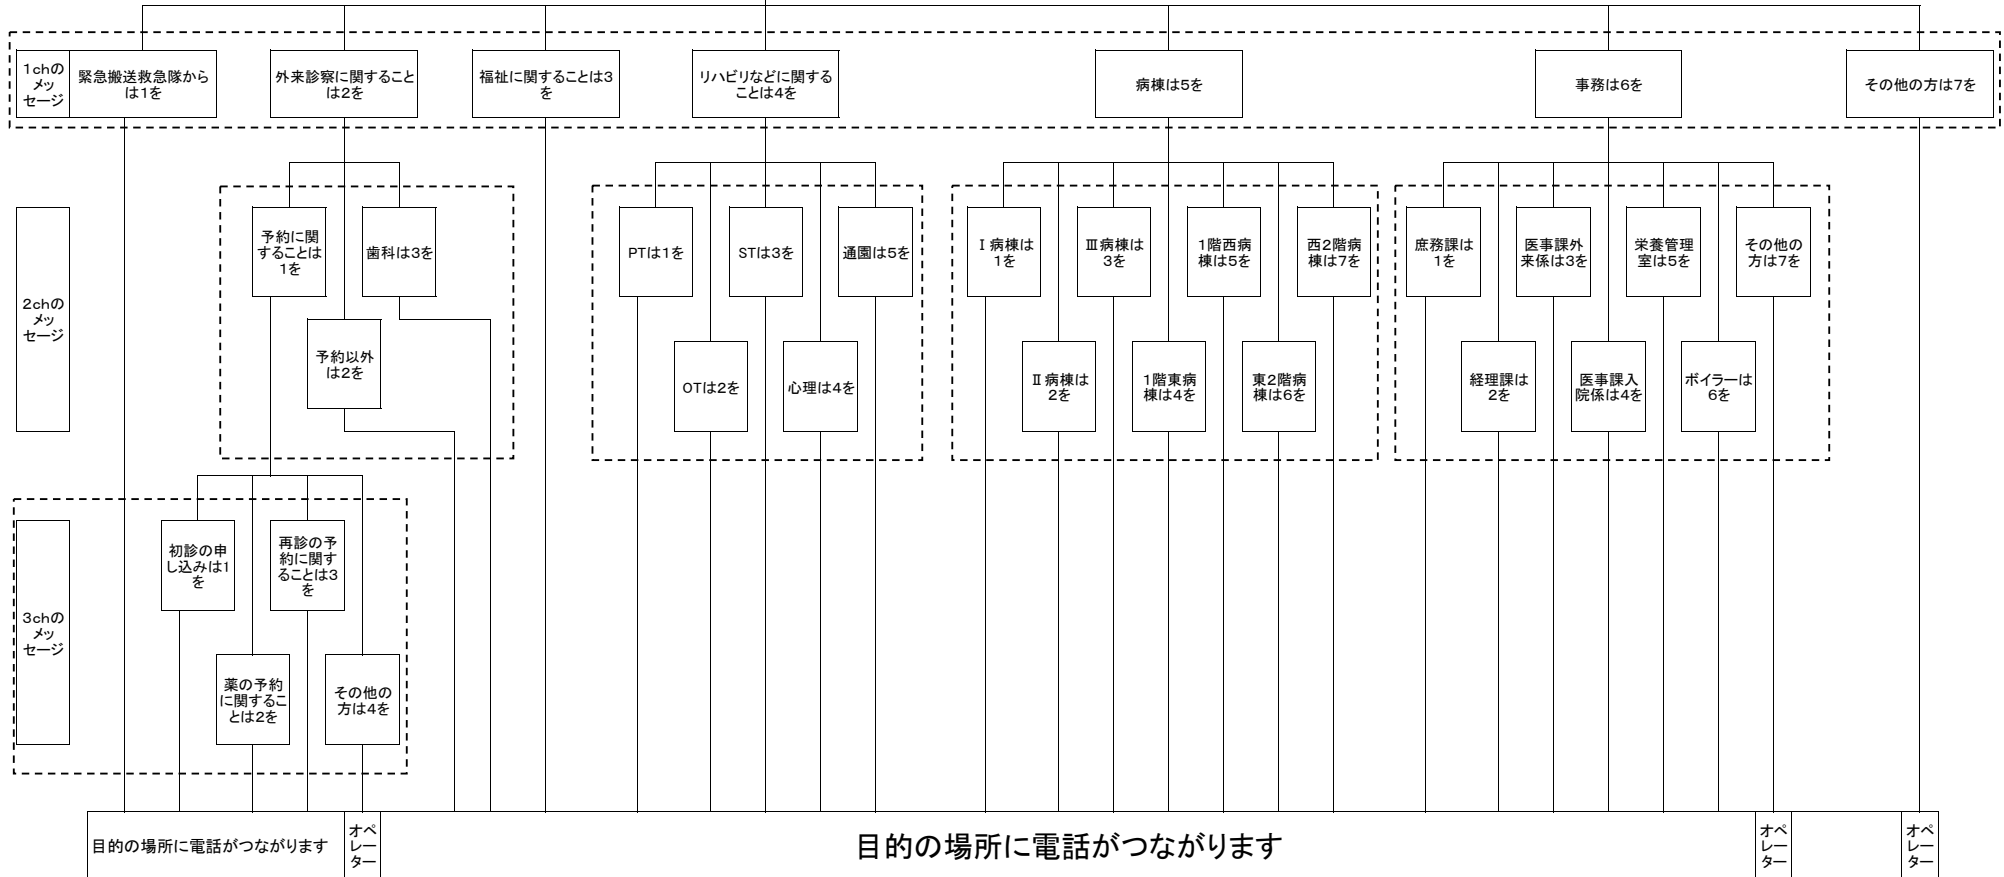 1chの
メッ
セージ
緊急搬送救急隊から
は1を
外来診察に関すること
は2を
福祉に関することは3
を
リハビリなどに関する
ことは4を
病棟は5を
事務は6を
その他の方は7を
2chの
メッ
セージ
予約に関
することは
1を
歯科は3を
予約以外
は2を
PTは1を
STは3を
通園は5を
OTは2を
心理は4を
Ⅰ病棟は
1を
Ⅲ病棟は
3を
1階西病
棟は5を
西2階病
棟は7を
Ⅱ病棟は
2を
1階東病
棟は4を
東2階病
棟は6を
庶務課は
1を
医事課外
来係は3を
栄養管理
室は5を
その他の
方は7を
経理課は
2を
医事課入
院係は4を
ボイラーは
6を
3chの
メッ
セージ
初診の申
し込みは1
を
再診の予
約に関す
ることは3
を
薬の予約
に関するこ
とは2を
その他の
方は4を
目的の場所に電話がつながります
オペ
レー
ター
目的の場所に電話がつながります
オペ
レー
ター
オペ
レー
ター